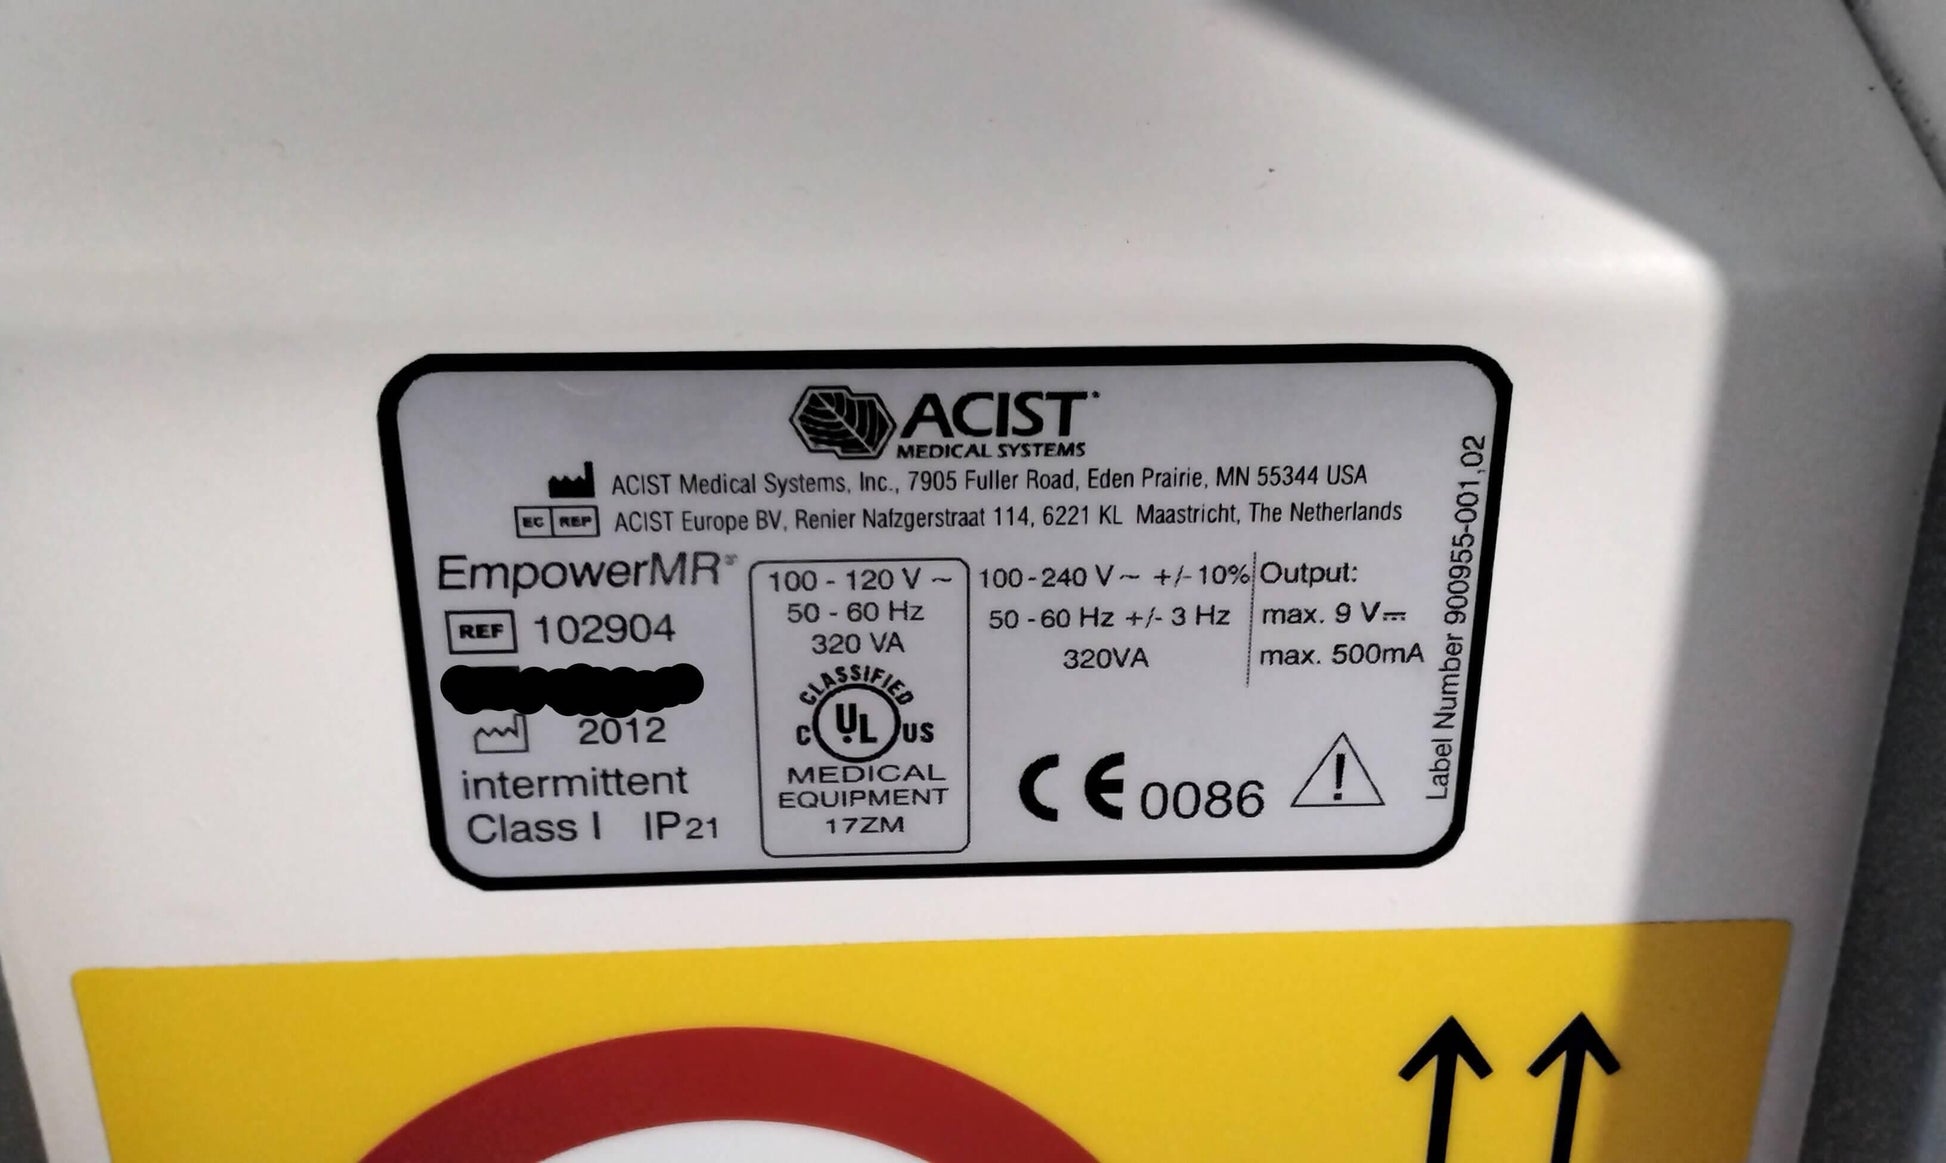 ACIST
MEDICAL SYSTEMS
ACIST Medical Systems, Inc., 7905 Fuller Road, Eden Prairie, MN 55344 USA
EC REP ACIST Europe BV, Renier Nafzgerstraat 114, 6221 KL Maastricht, The Netherlands
EmpowerMR®
REF 102904
2012
intermittent
Class I IP21
100 - 120 V ~
50 - 60 Hz
320 VA
CLASSIFIED
C UL US
MEDICAL
EQUIPMENT
17ZM
100-240 V ~ +/- 10%
50 - 60 Hz +/- 3 Hz
320VA
Output:
max. 9 V⎓
max. 500mA
CE 0086
!
Label Number 900955-001,02